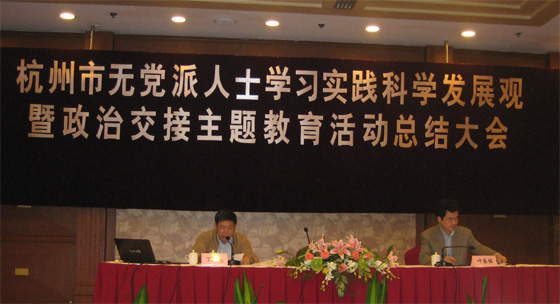 杭州市无党派人士学习实践科学发展观
暨政治交接主题教育活动总结大会